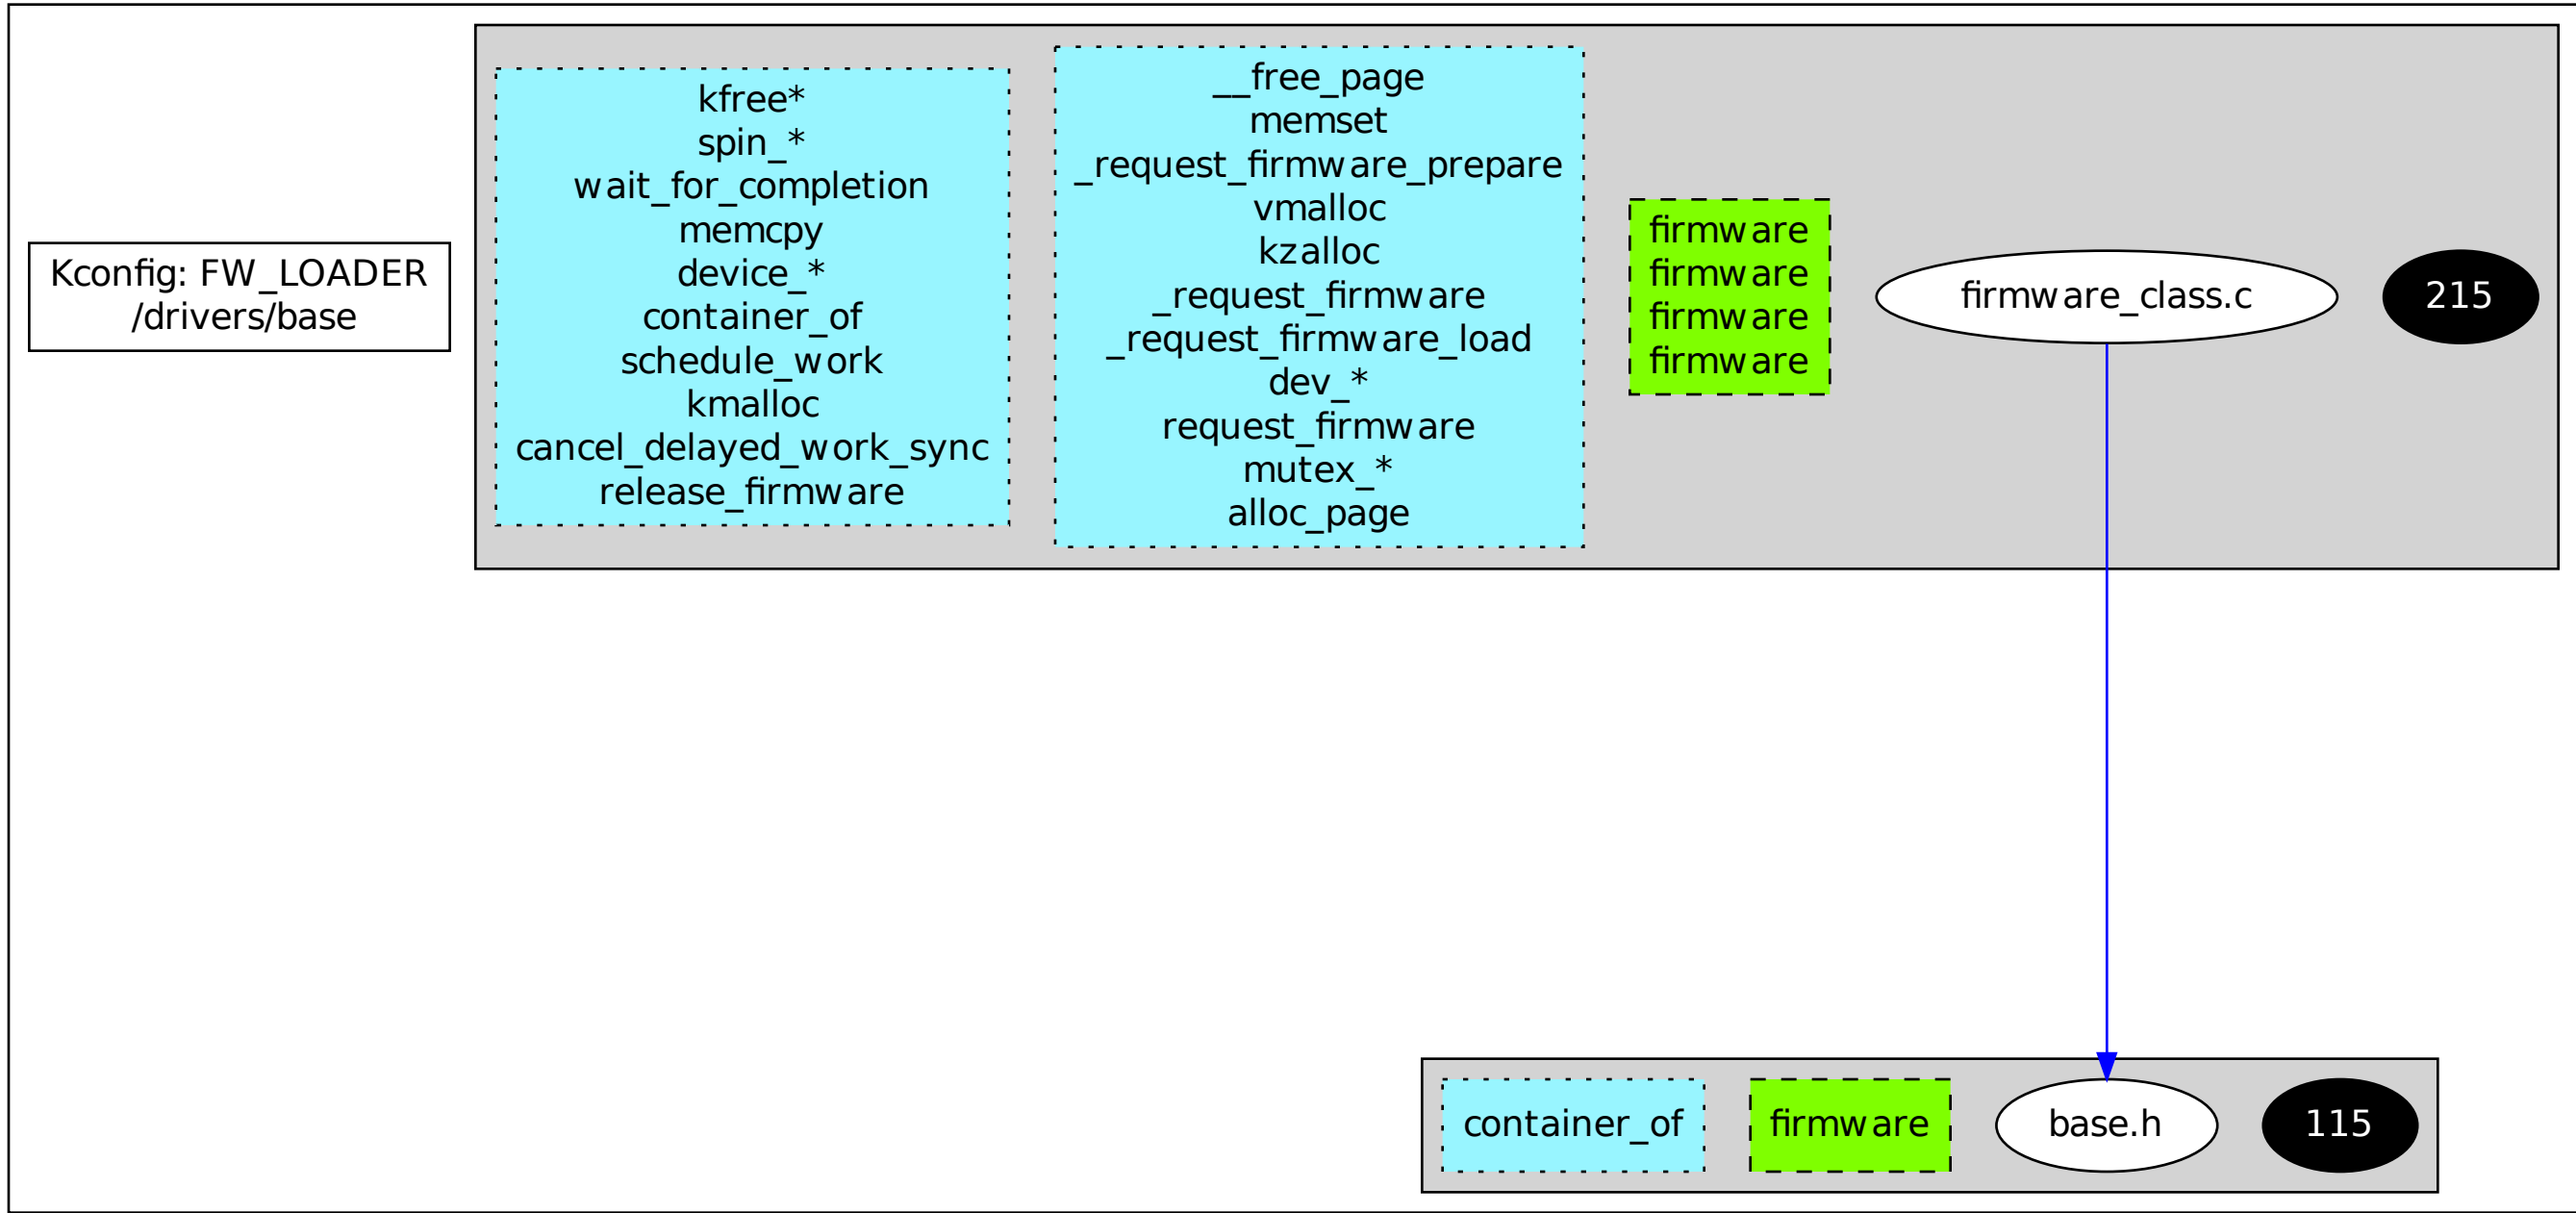 Kconfig: FW_LOADER
/drivers/base
kfree*
spin_*
wait_for_completion
memcpy
device_*
container_of
schedule_work
kmalloc
cancel_delayed_work_sync
release_firmware
__free_page
memset
_request_firmware_prepare
vmalloc
kzalloc
_request_firmware
_request_firmware_load
dev_*
request_firmware
mutex_*
alloc_page
firmware
firmware
firmware
firmware
firmware_class.c
215
container_of
firmware
base.h
115